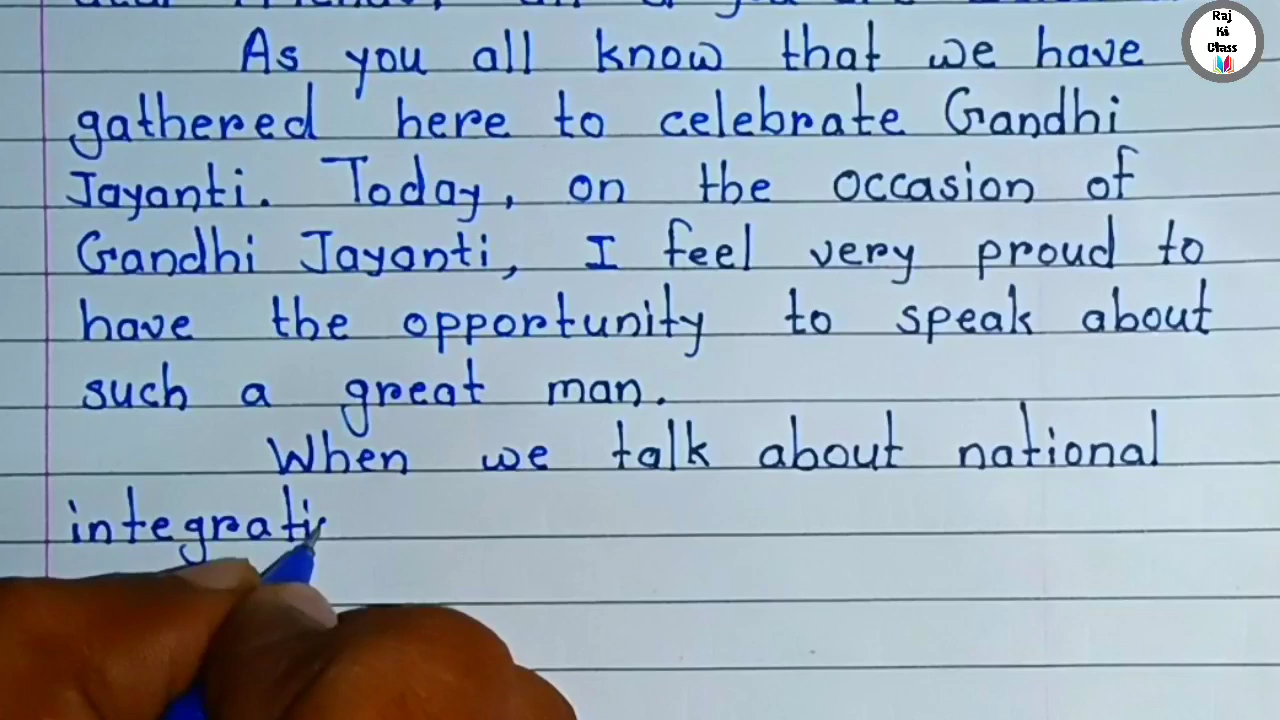 As you all know that we have
gathered here to celebrate Gandhi
Jayanti. Today, on the occasion of
Gandhi Jayanti, I feel very proud to
have the opportunity to speak about
such a great man.
When we talk about national
integrati
Raj
Ki
Class